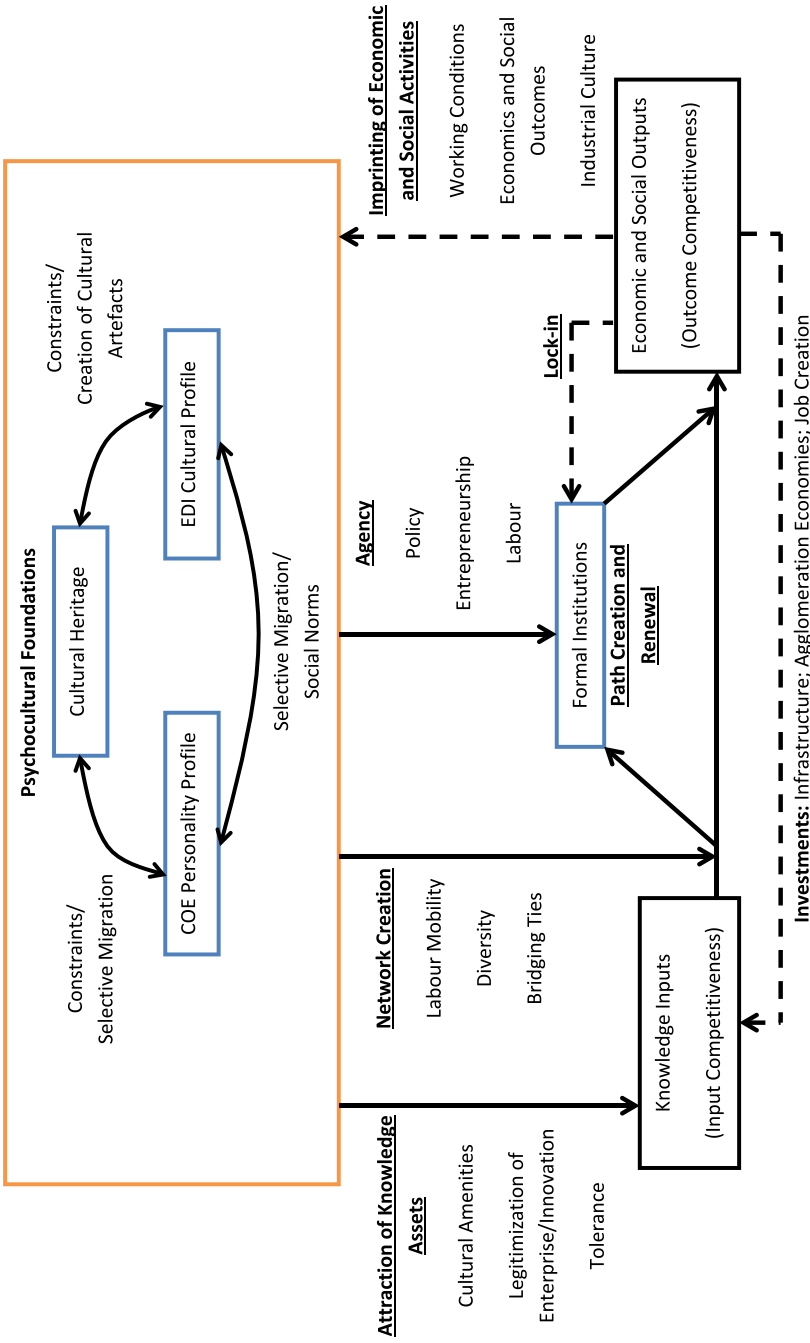 Psychocultural Foundations
Constraints/
Selective Migration
Cultural Heritage
Constraints/
Creation of Cultural
Artefacts
COE Personality Profile
EDI Cultural Profile
Selective Migration/
Social Norms
Attraction of Knowledge
Assets
Cultural Amenities
Legitimization of
Enterprise/Innovation
Tolerance
Network Creation
Labour Mobility
Diversity
Bridging Ties
Agency
Policy
Entrepreneurship
Labour
Imprinting of Economic
and Social Activities
Working Conditions
Economics and Social
Outcomes
Industrial Culture
Lock-in
Formal Institutions
Path Creation and
Renewal
Knowledge Inputs
(Input Competitiveness)
Economic and Social Outputs
(Outcome Competitiveness)
Investments: Infrastructure; Agglomeration Economies; Job Creation